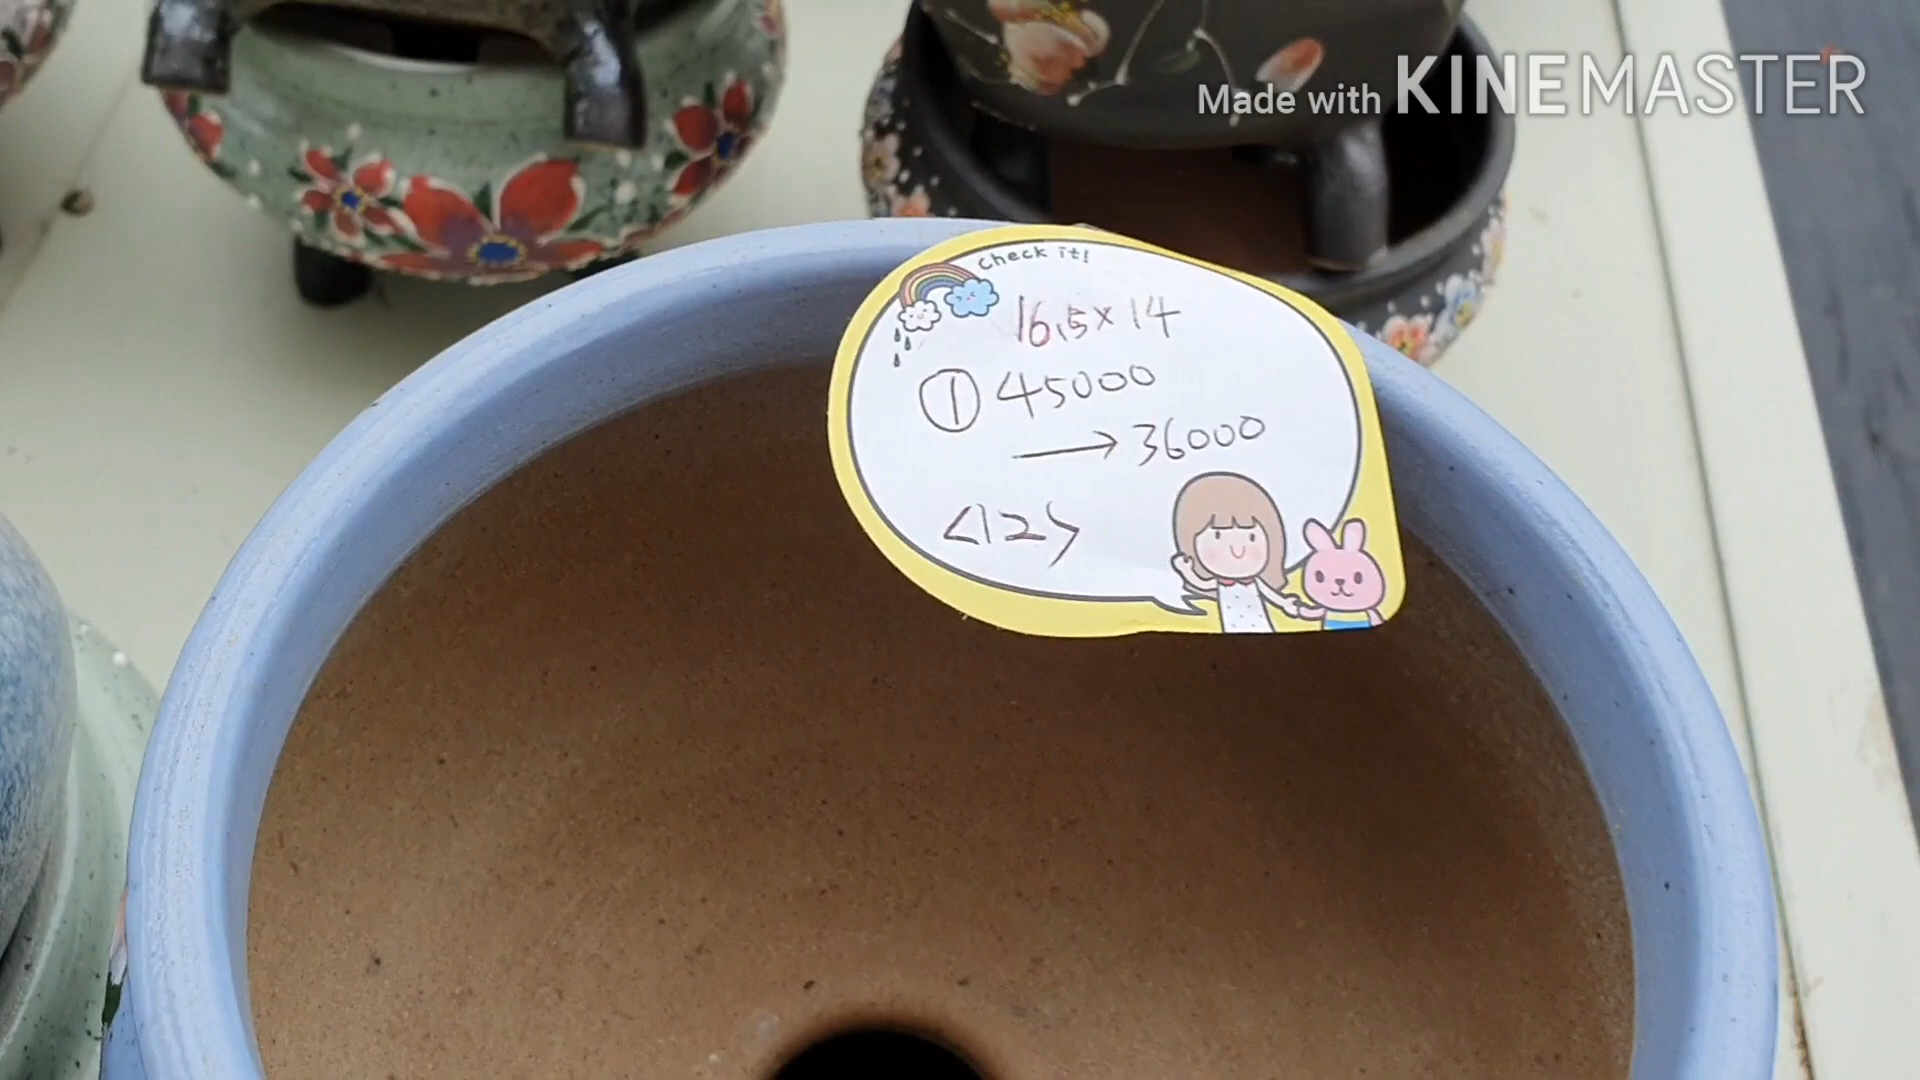 Made with KINEMASTER
Check it!
16.5×14
① 45000
→ 36000
<12>